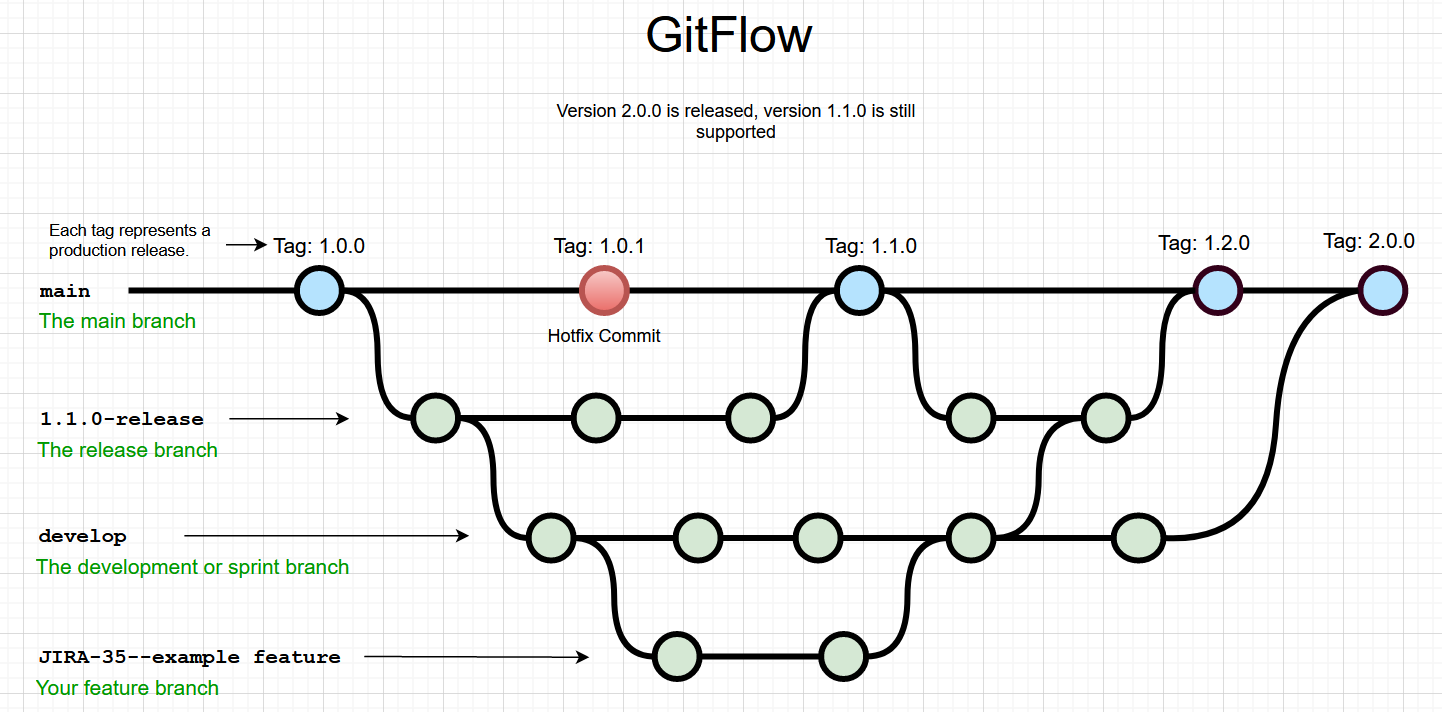 GitFlow
Version 2.0.0 is released, version 1.1.0 is still
supported
Each tag represents a
production release.
Tag: 1.0.0
Tag: 1.0.1
Tag: 1.1.0
Tag: 1.2.0
Tag: 2.0.0
main
The main branch
Hotfix Commit
1.1.0-release
The release branch
develop
The development or sprint branch
JIRA-35--example feature
Your feature branch